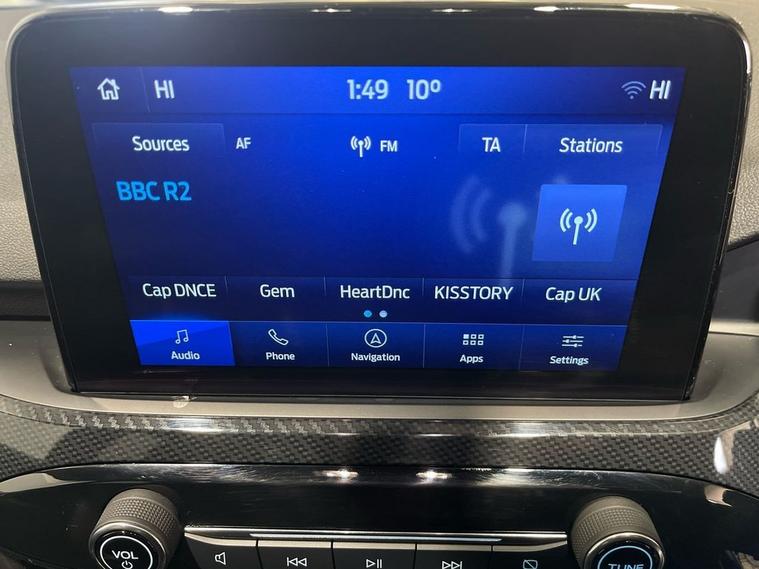 HI 1:49 10° HI
Sources AF FM TA Stations
BBC R2
Cap DNCE Gem HeartDnc KISSTORY Cap UK
Audio Phone Navigation Apps Settings
VOL TUNE